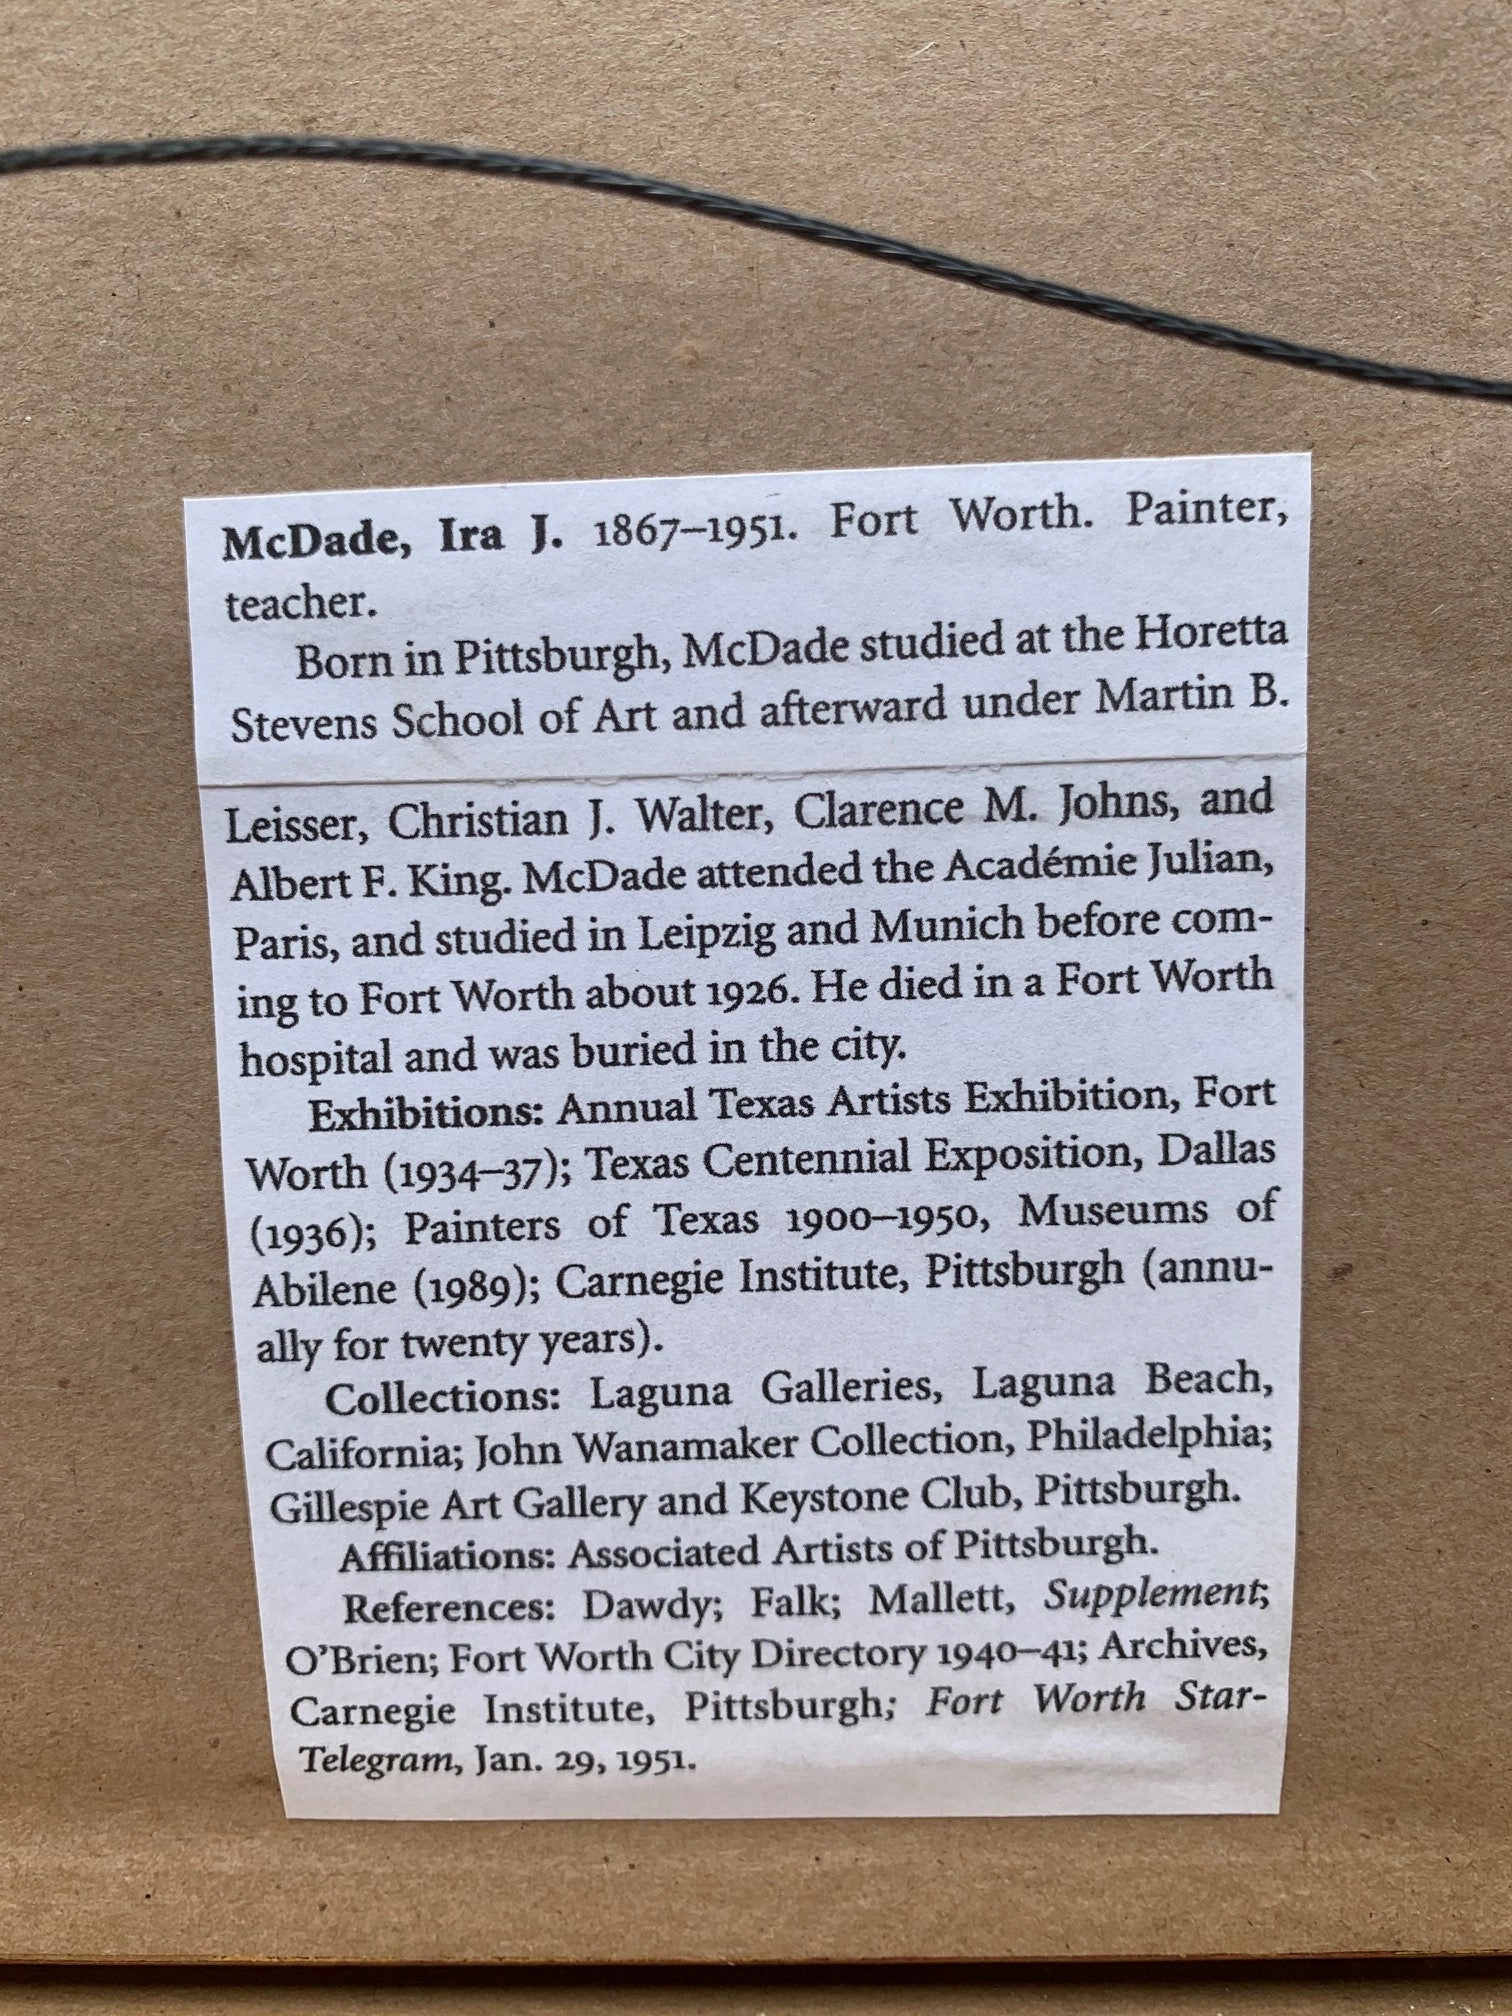 McDade, Ira J. 1867–1951. Fort Worth. Painter,
teacher.
Born in Pittsburgh, McDade studied at the Horetta
Stevens School of Art and afterward under Martin B.
Leisser, Christian J. Walter, Clarence M. Johns, and
Albert F. King. McDade attended the Académie Julian,
Paris, and studied in Leipzig and Munich before com-
ing to Fort Worth about 1926. He died in a Fort Worth
hospital and was buried in the city.
Exhibitions: Annual Texas Artists Exhibition, Fort
Worth (1934–37); Texas Centennial Exposition, Dallas
(1936); Painters of Texas 1900–1950, Museums of
Abilene (1989); Carnegie Institute, Pittsburgh (annu-
ally for twenty years).
Collections: Laguna Galleries, Laguna Beach,
California; John Wanamaker Collection, Philadelphia;
Gillespie Art Gallery and Keystone Club, Pittsburgh.
Affiliations: Associated Artists of Pittsburgh.
References: Dawdy; Falk; Mallett, Supplement;
O'Brien; Fort Worth City Directory 1940–41; Archives,
Carnegie Institute, Pittsburgh; Fort Worth Star-
Telegram, Jan. 29, 1951.